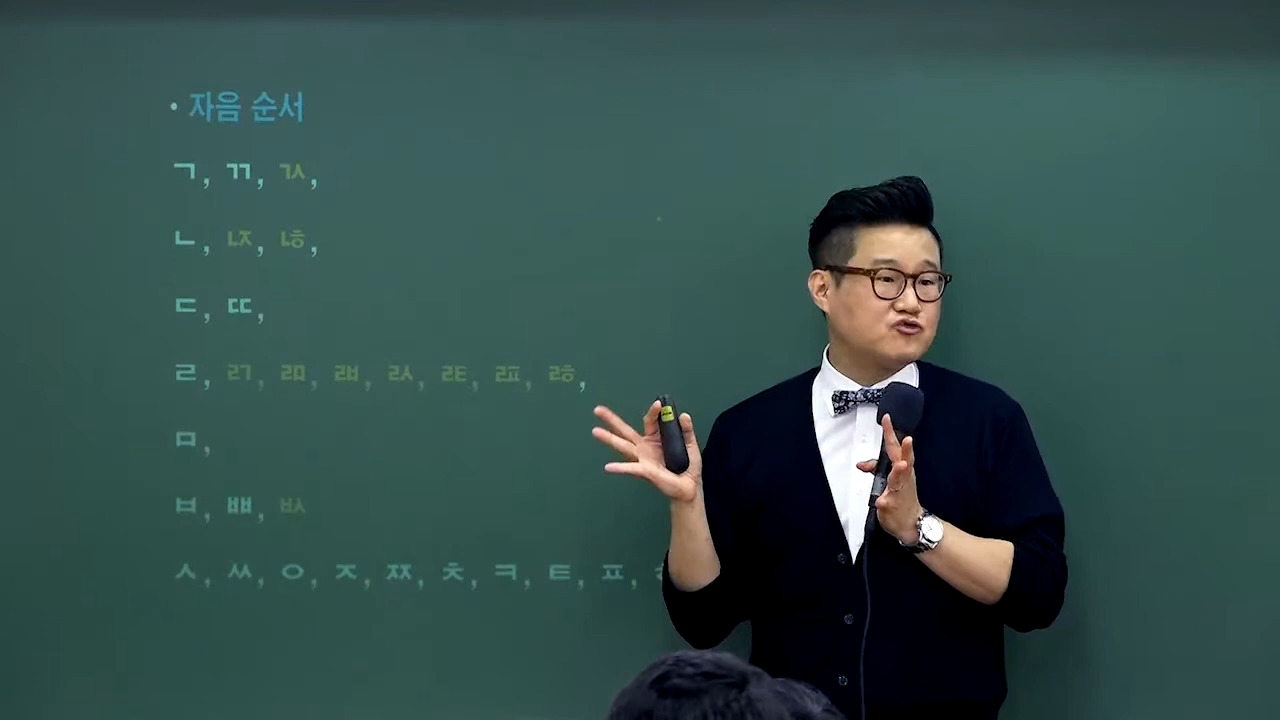 • 자음 순서
ㄱ, ㄲ, ㄳ,
ㄴ, ㄵ, ㄶ,
ㄷ, ㄸ,
ㄹ, ㄺ, ㄻ, ㄼ, ㄽ, ㄾ, ㄿ, ㅀ,
ㅁ,
ㅂ, ㅃ, ㅄ
ㅅ, ㅆ, ㅇ, ㅈ, ㅉ, ㅊ, ㅋ, ㅌ, ㅍ,